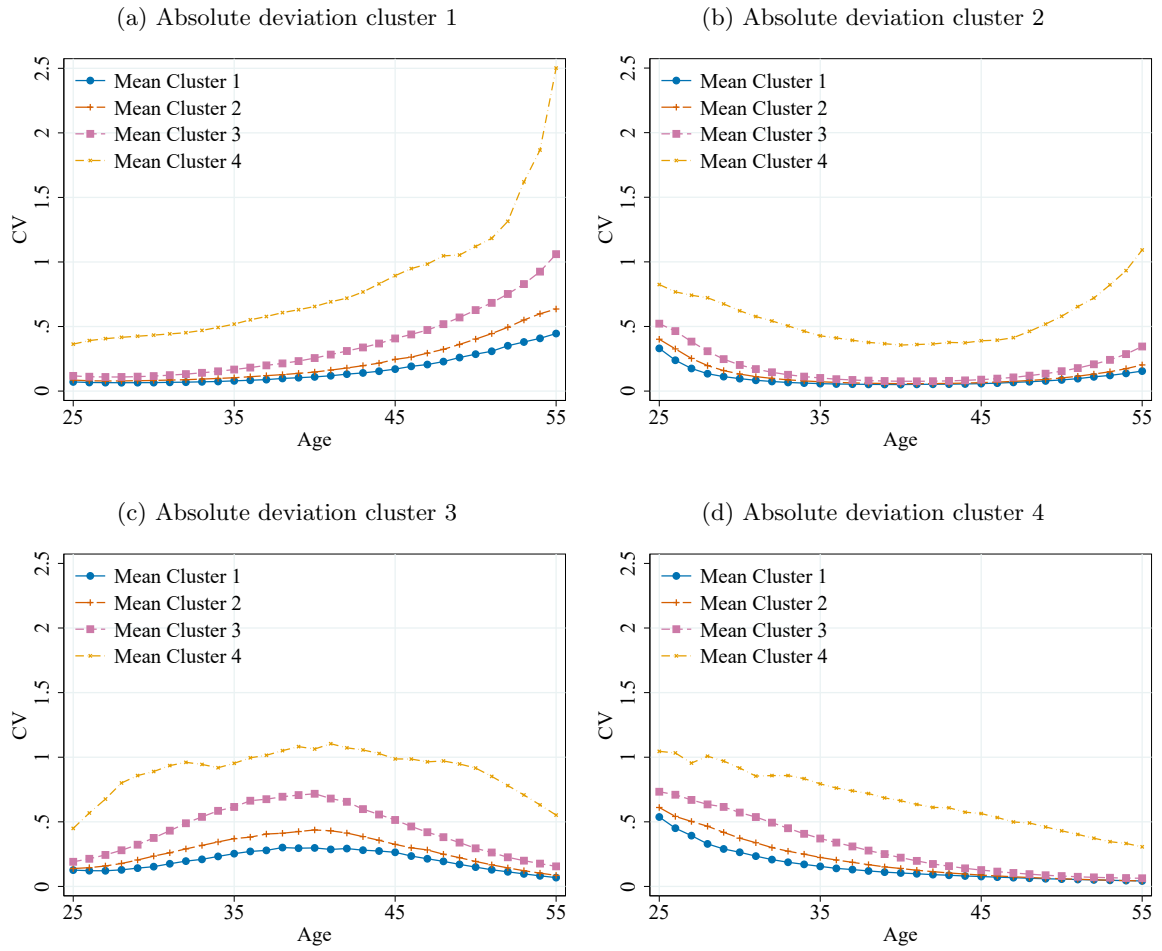 (a) Absolute deviation cluster 1
2.5
2
1.5
1
.5
0
CV
Mean Cluster 1
Mean Cluster 2
Mean Cluster 3
Mean Cluster 4
25 35 45 55
Age
(b) Absolute deviation cluster 2
2.5
2
1.5
1
.5
0
CV
Mean Cluster 1
Mean Cluster 2
Mean Cluster 3
Mean Cluster 4
25 35 45 55
Age
(c) Absolute deviation cluster 3
2.5
2
1.5
1
.5
0
CV
Mean Cluster 1
Mean Cluster 2
Mean Cluster 3
Mean Cluster 4
25 35 45 55
Age
(d) Absolute deviation cluster 4
2.5
2
1.5
1
.5
0
CV
Mean Cluster 1
Mean Cluster 2
Mean Cluster 3
Mean Cluster 4
25 35 45 55
Age